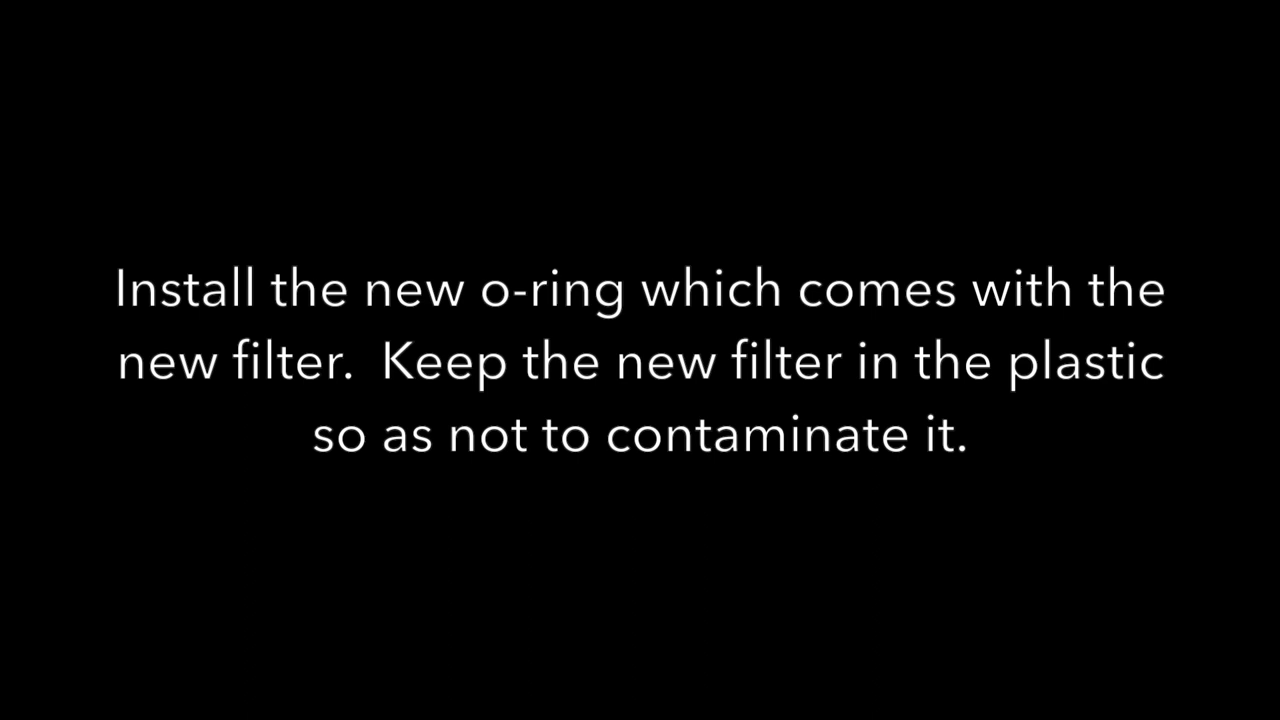 Install the new o-ring which comes with the
new filter.  Keep the new filter in the plastic
so as not to contaminate it.